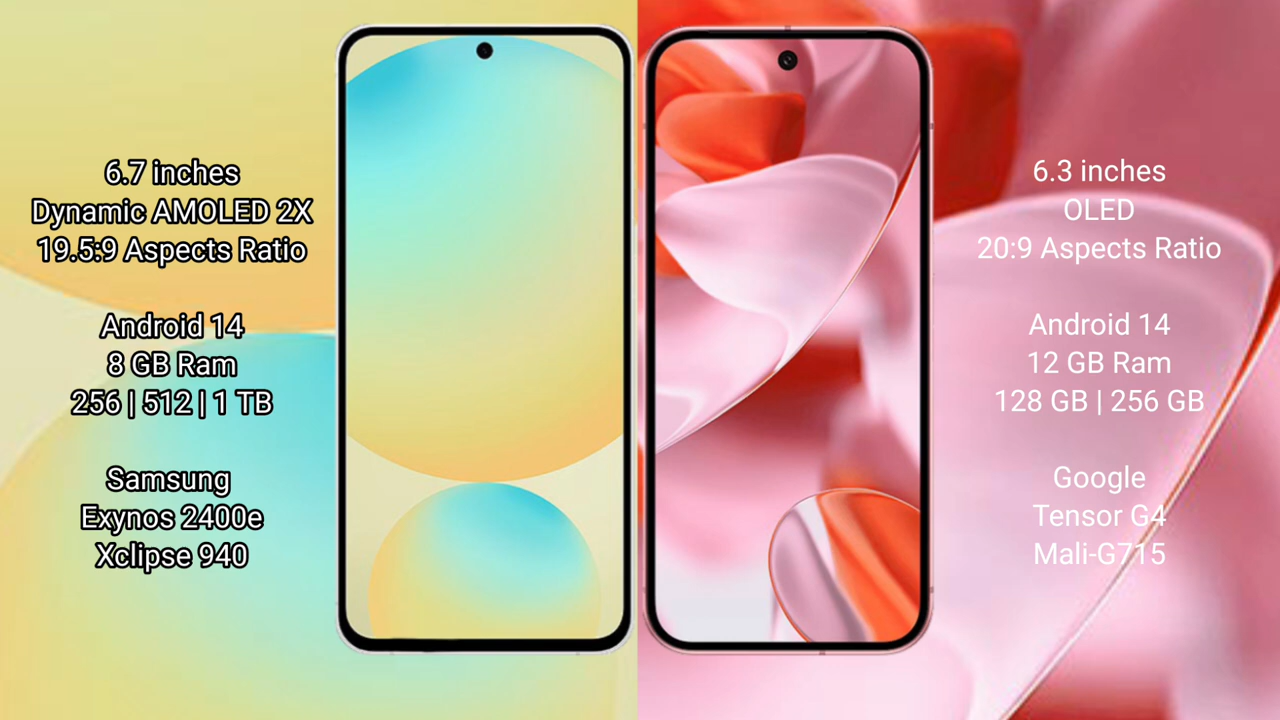 6.7 inches
Dynamic AMOLED 2X
19.5:9 Aspects Ratio
Android 14
8 GB Ram
256 | 512 | 1 TB
Samsung
Exynos 2400e
Xclipse 940
6.3 inches
OLED
20:9 Aspects Ratio
Android 14
12 GB Ram
128 GB | 256 GB
Google
Tensor G4
Mali-G715